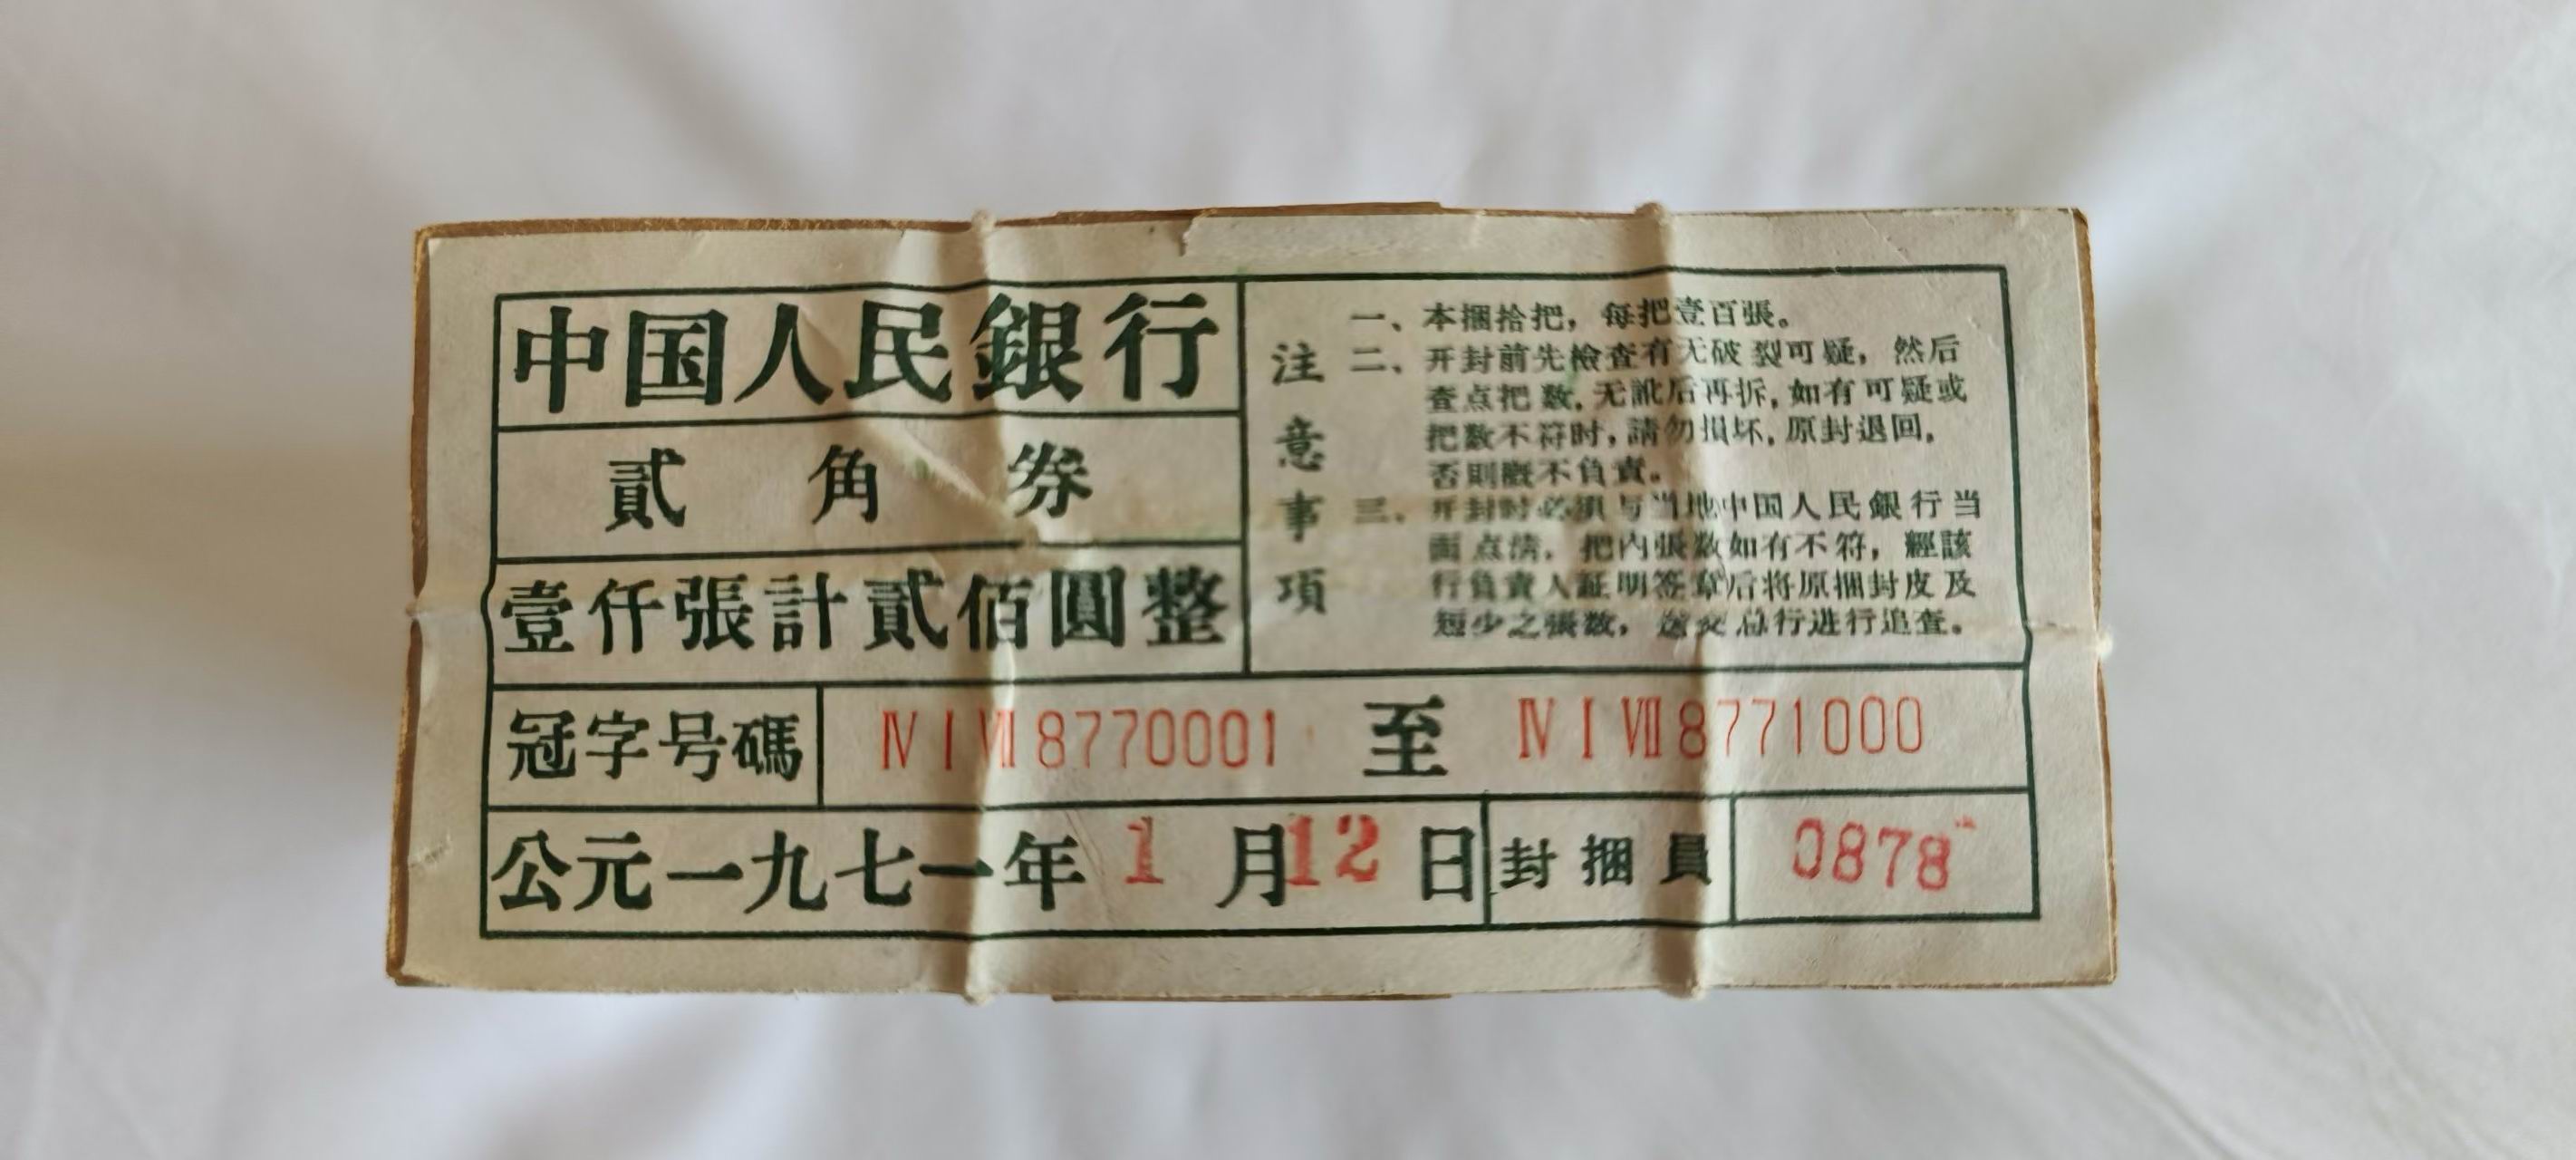 中国人民銀行
貳角券
壹仟張計貳佰圓整
注意事項
一、本捆拾把，每把壹百張。
二、开封前先檢查有无破裂可疑，然后
查点把数，无訛后再拆，如有可疑或
把数不符时，請勿損坏，原封退回，
否則概不負責。
三、开封时必須与当地中国人民銀行当
面点清，把内張数如有不符，經該
行負責人証明签章后将原捆封皮及
短少之張数，送交总行进行追查。
冠字号碼 Ⅳ Ⅰ Ⅶ 8770001 至 Ⅳ Ⅰ Ⅶ 8771000
公元一九七一年 1 月 12 日 封捆員 0878